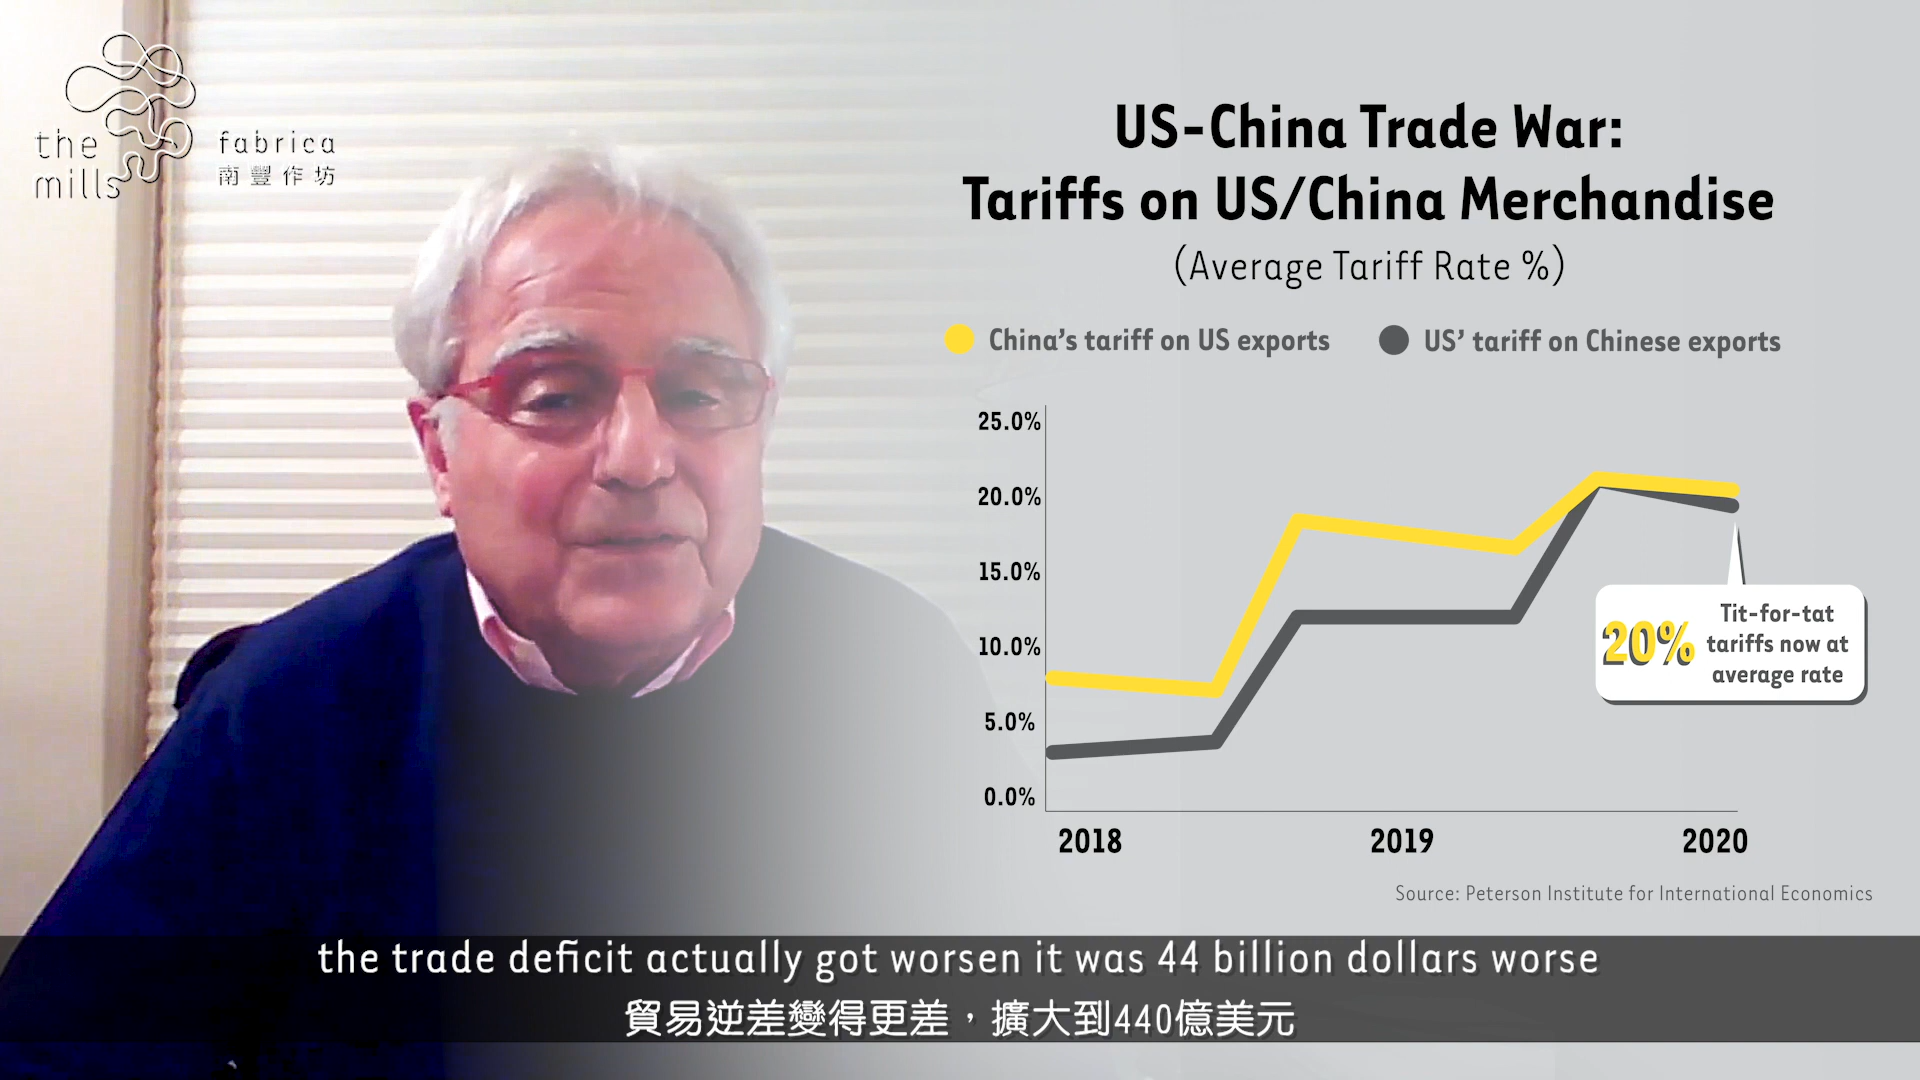 the
mills
fabrica
南豐作坊
US-China Trade War:
Tariffs on US/China Merchandise
(Average Tariff Rate %)
China's tariff on US exports
US' tariff on Chinese exports
25.0%
20.0%
15.0%
10.0%
5.0%
0.0%
20%
Tit-for-tat
tariffs now at
average rate
2018
2019
2020
Source: Peterson Institute for International Economics
the trade deficit actually got worsen it was 44 billion dollars worse
貿易逆差變得更差，擴大到440億美元